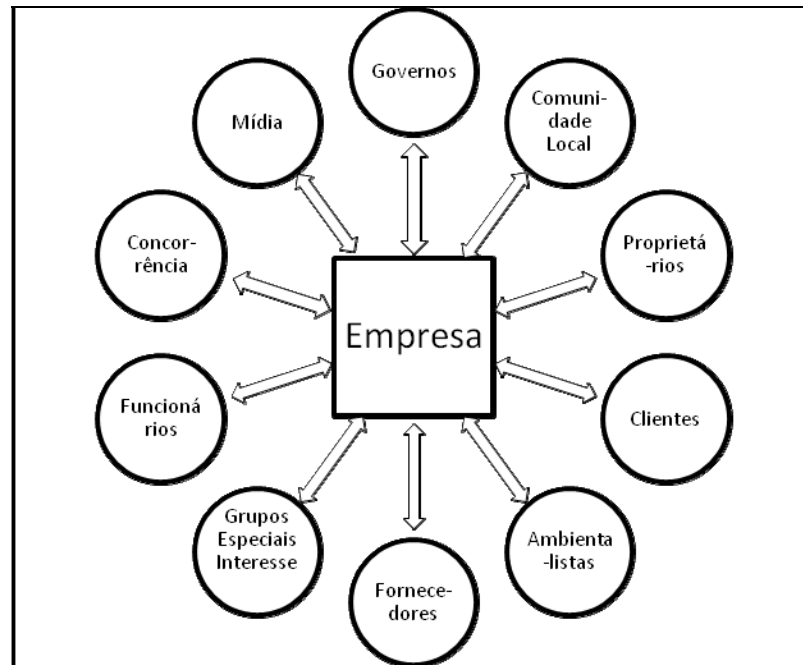 Governos
Comuni-
dade
Local
Mídia
Proprietá
-rios
Concor-
rência
Empresa
Funcioná
rios
Clientes
Grupos
Especiais
Interesse
Ambienta
-listas
Fornece-
dores